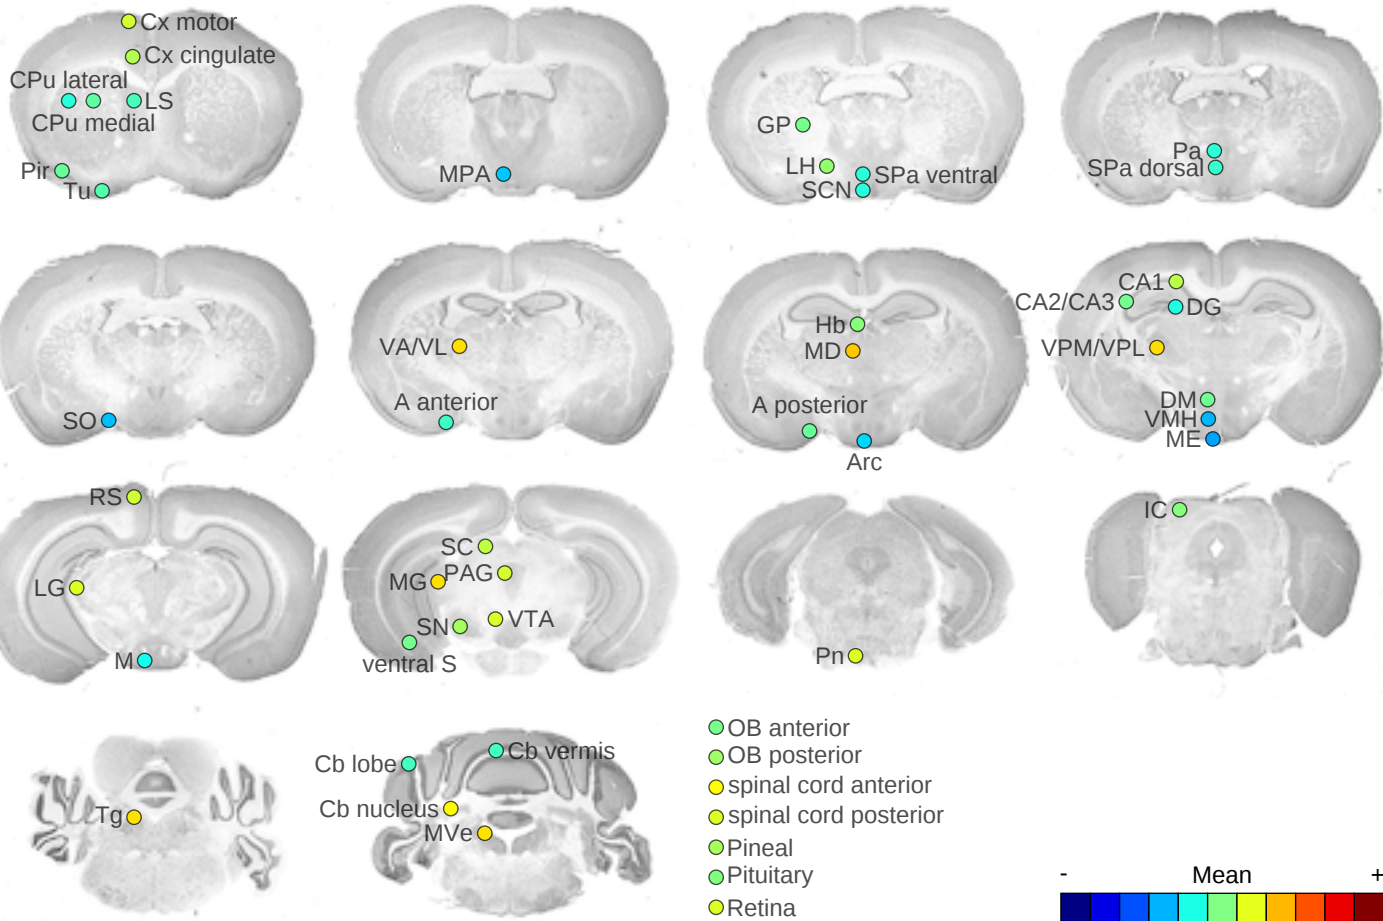 Cx motor
Cx cingulate
CPu lateral
LS
CPu medial
Pir
Tu
MPA
GP
LH
SPa ventral
SCN
Pa
SPa dorsal
SO
VA/VL
A anterior
Hb
MD
A posterior
Arc
CA1
CA2/CA3
DG
VPM/VPL
DM
VMH
ME
RS
LG
M
SC
PAG
MG
VTA
SN
ventral S
Pn
IC
Tg
Cb vermis
Cb lobe
Cb nucleus
MVe
OB anterior
OB posterior
spinal cord anterior
spinal cord posterior
Pineal
Pituitary
Retina
- Mean +